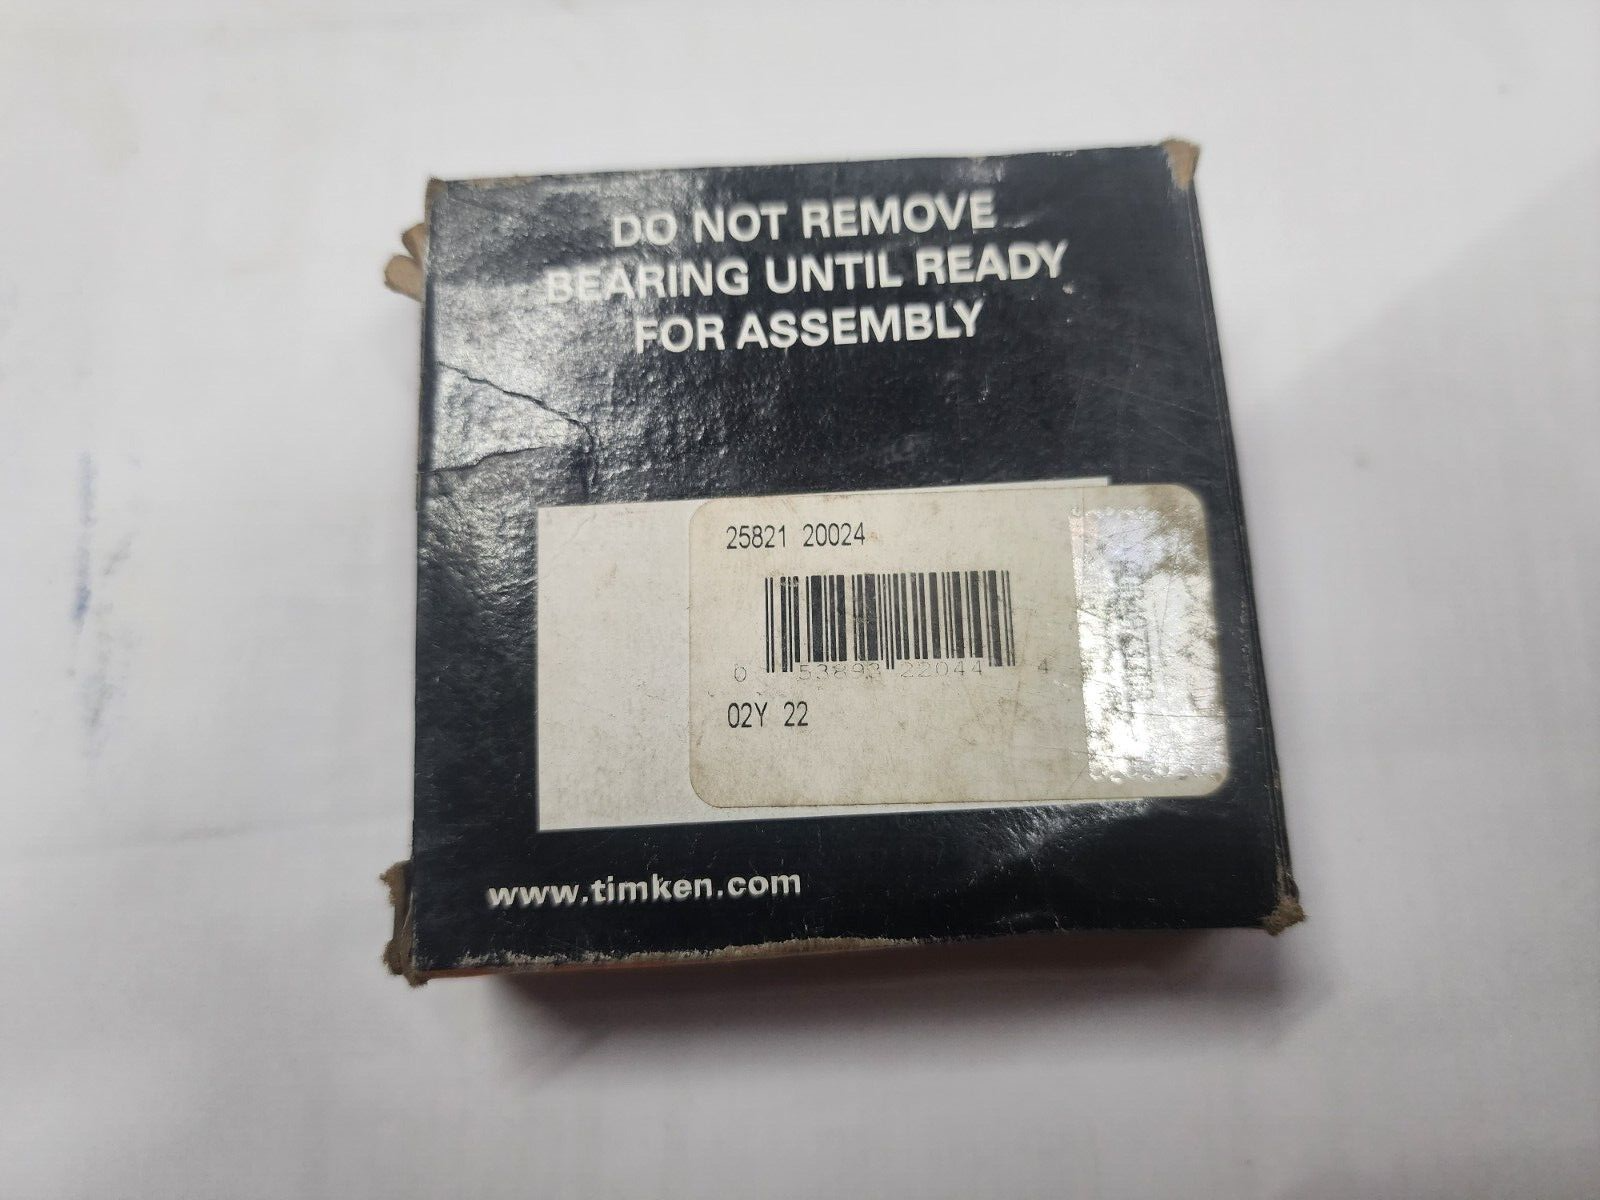 DO NOT REMOVE
BEARING UNTIL READY
FOR ASSEMBLY
25821 20024
0 53893 22044 4
02Y 22
www.timken.com